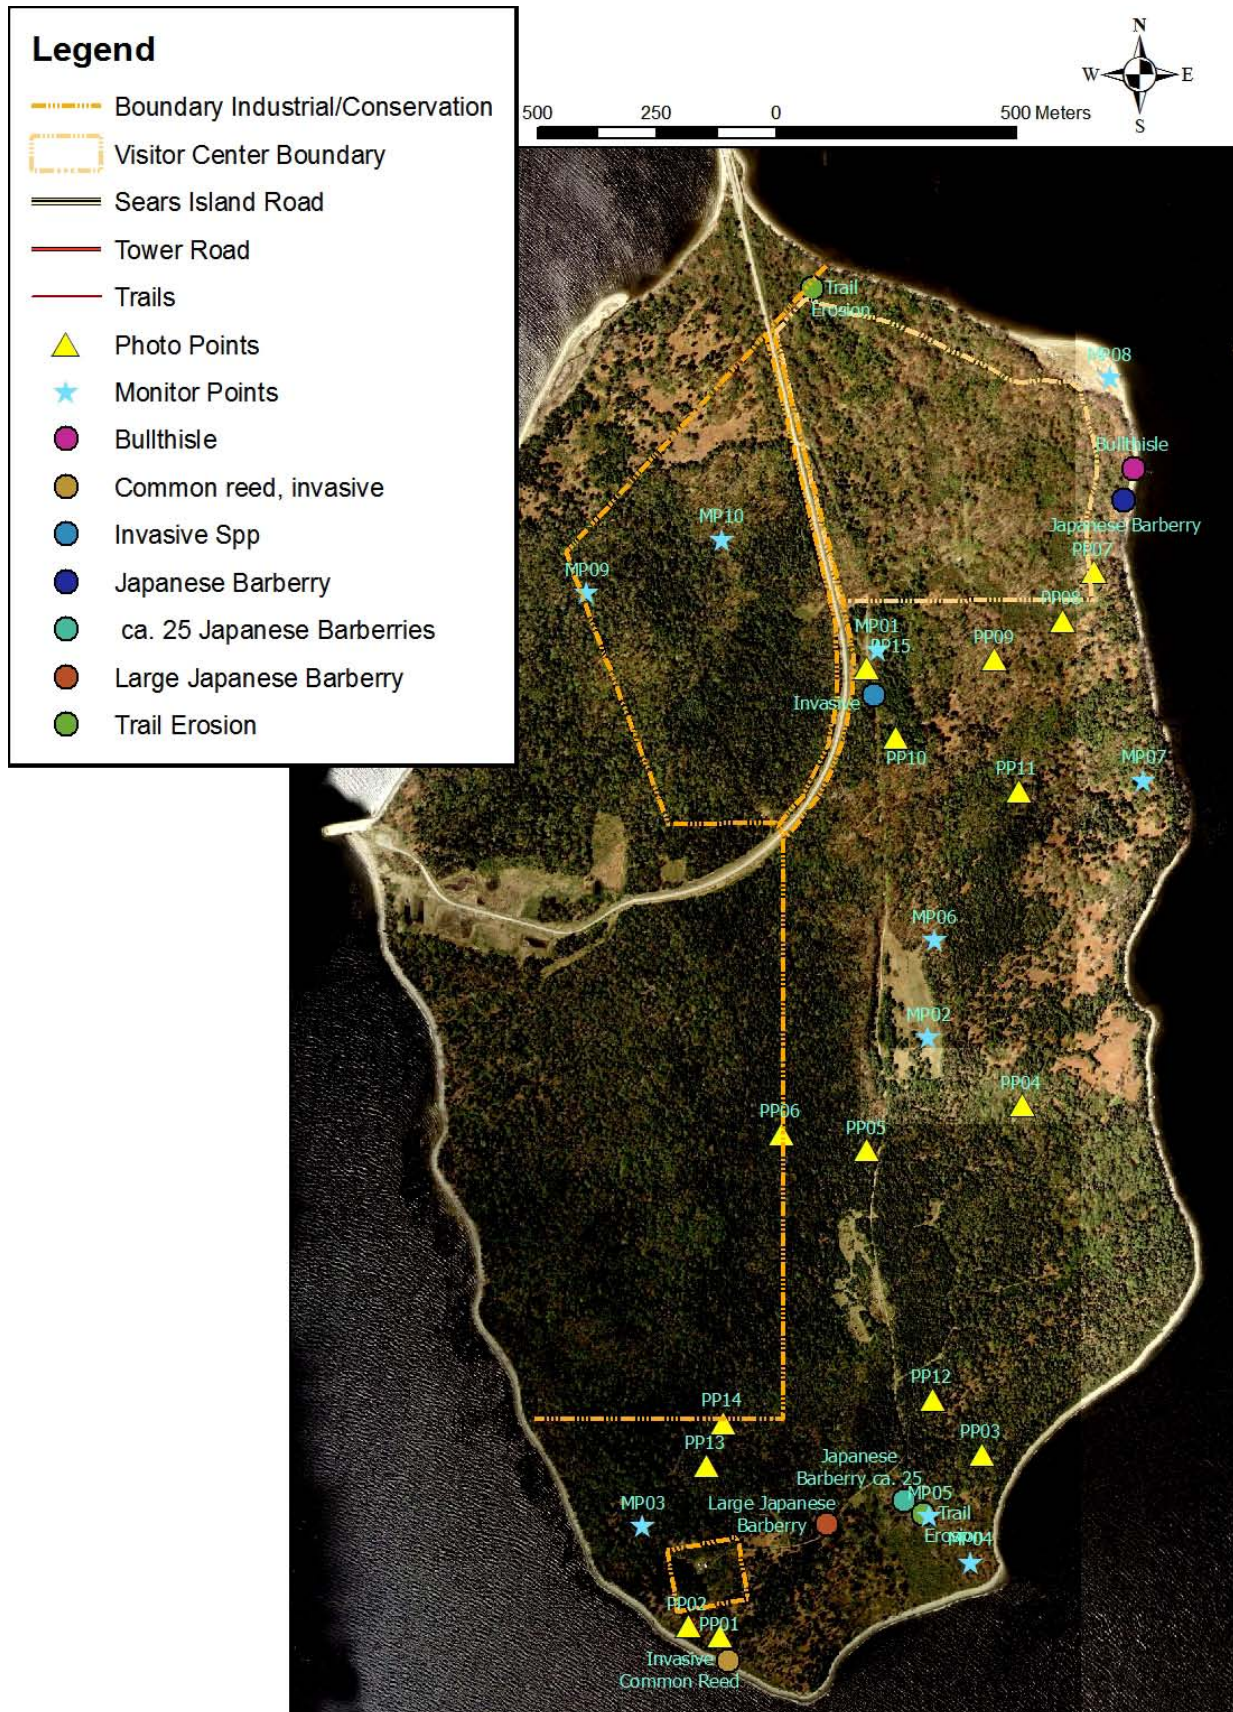 Legend
Boundary Industrial/Conservation
Visitor Center Boundary
Sears Island Road
Tower Road
Trails
Photo Points
Monitor Points
Bullthisle
Common reed, invasive
Invasive Spp
Japanese Barberry
ca. 25 Japanese Barberries
Large Japanese Barberry
Trail Erosion
N
W E
S
500 250 0 500 Meters
Trail
Erosion
MP08
Bullthisle
Japanese Barberry
MP10
MP09
PP07
PP08
MP01
PP15
PP09
Invasive
PP10
PP11
MP07
MP06
MP02
PP04
PP06
PP05
PP12
PP14
PP03
PP13
Japanese
Barberry ca. 25
MP05
MP03
Large Japanese
Barberry
Trail
Erosion
MP04
PP02
PP01
Invasive
Common Reed